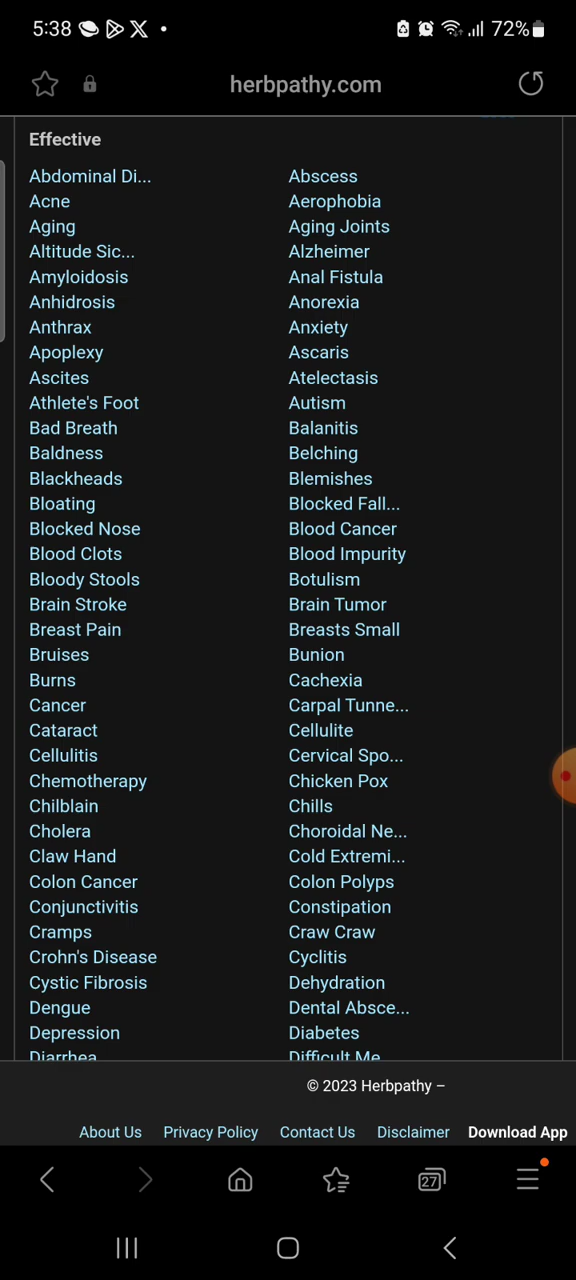 5:38 72%
herbpathy.com
Effective
Abdominal Di... Abscess
Acne Aerophobia
Aging Aging Joints
Altitude Sic... Alzheimer
Amyloidosis Anal Fistula
Anhidrosis Anorexia
Anthrax Anxiety
Apoplexy Ascaris
Ascites Atelectasis
Athlete's Foot Autism
Bad Breath Balanitis
Baldness Belching
Blackheads Blemishes
Bloating Blocked Fall...
Blocked Nose Blood Cancer
Blood Clots Blood Impurity
Bloody Stools Botulism
Brain Stroke Brain Tumor
Breast Pain Breasts Small
Bruises Bunion
Burns Cachexia
Cancer Carpal Tunne...
Cataract Cellulite
Cellulitis Cervical Spo...
Chemotherapy Chicken Pox
Chilblain Chills
Cholera Choroidal Ne...
Claw Hand Cold Extremi...
Colon Cancer Colon Polyps
Conjunctivitis Constipation
Cramps Craw Craw
Crohn's Disease Cyclitis
Cystic Fibrosis Dehydration
Dengue Dental Absce...
Depression Diabetes
Diarrhea Difficult Me
© 2023 Herbpathy –
About Us Privacy Policy Contact Us Disclaimer Download App
27